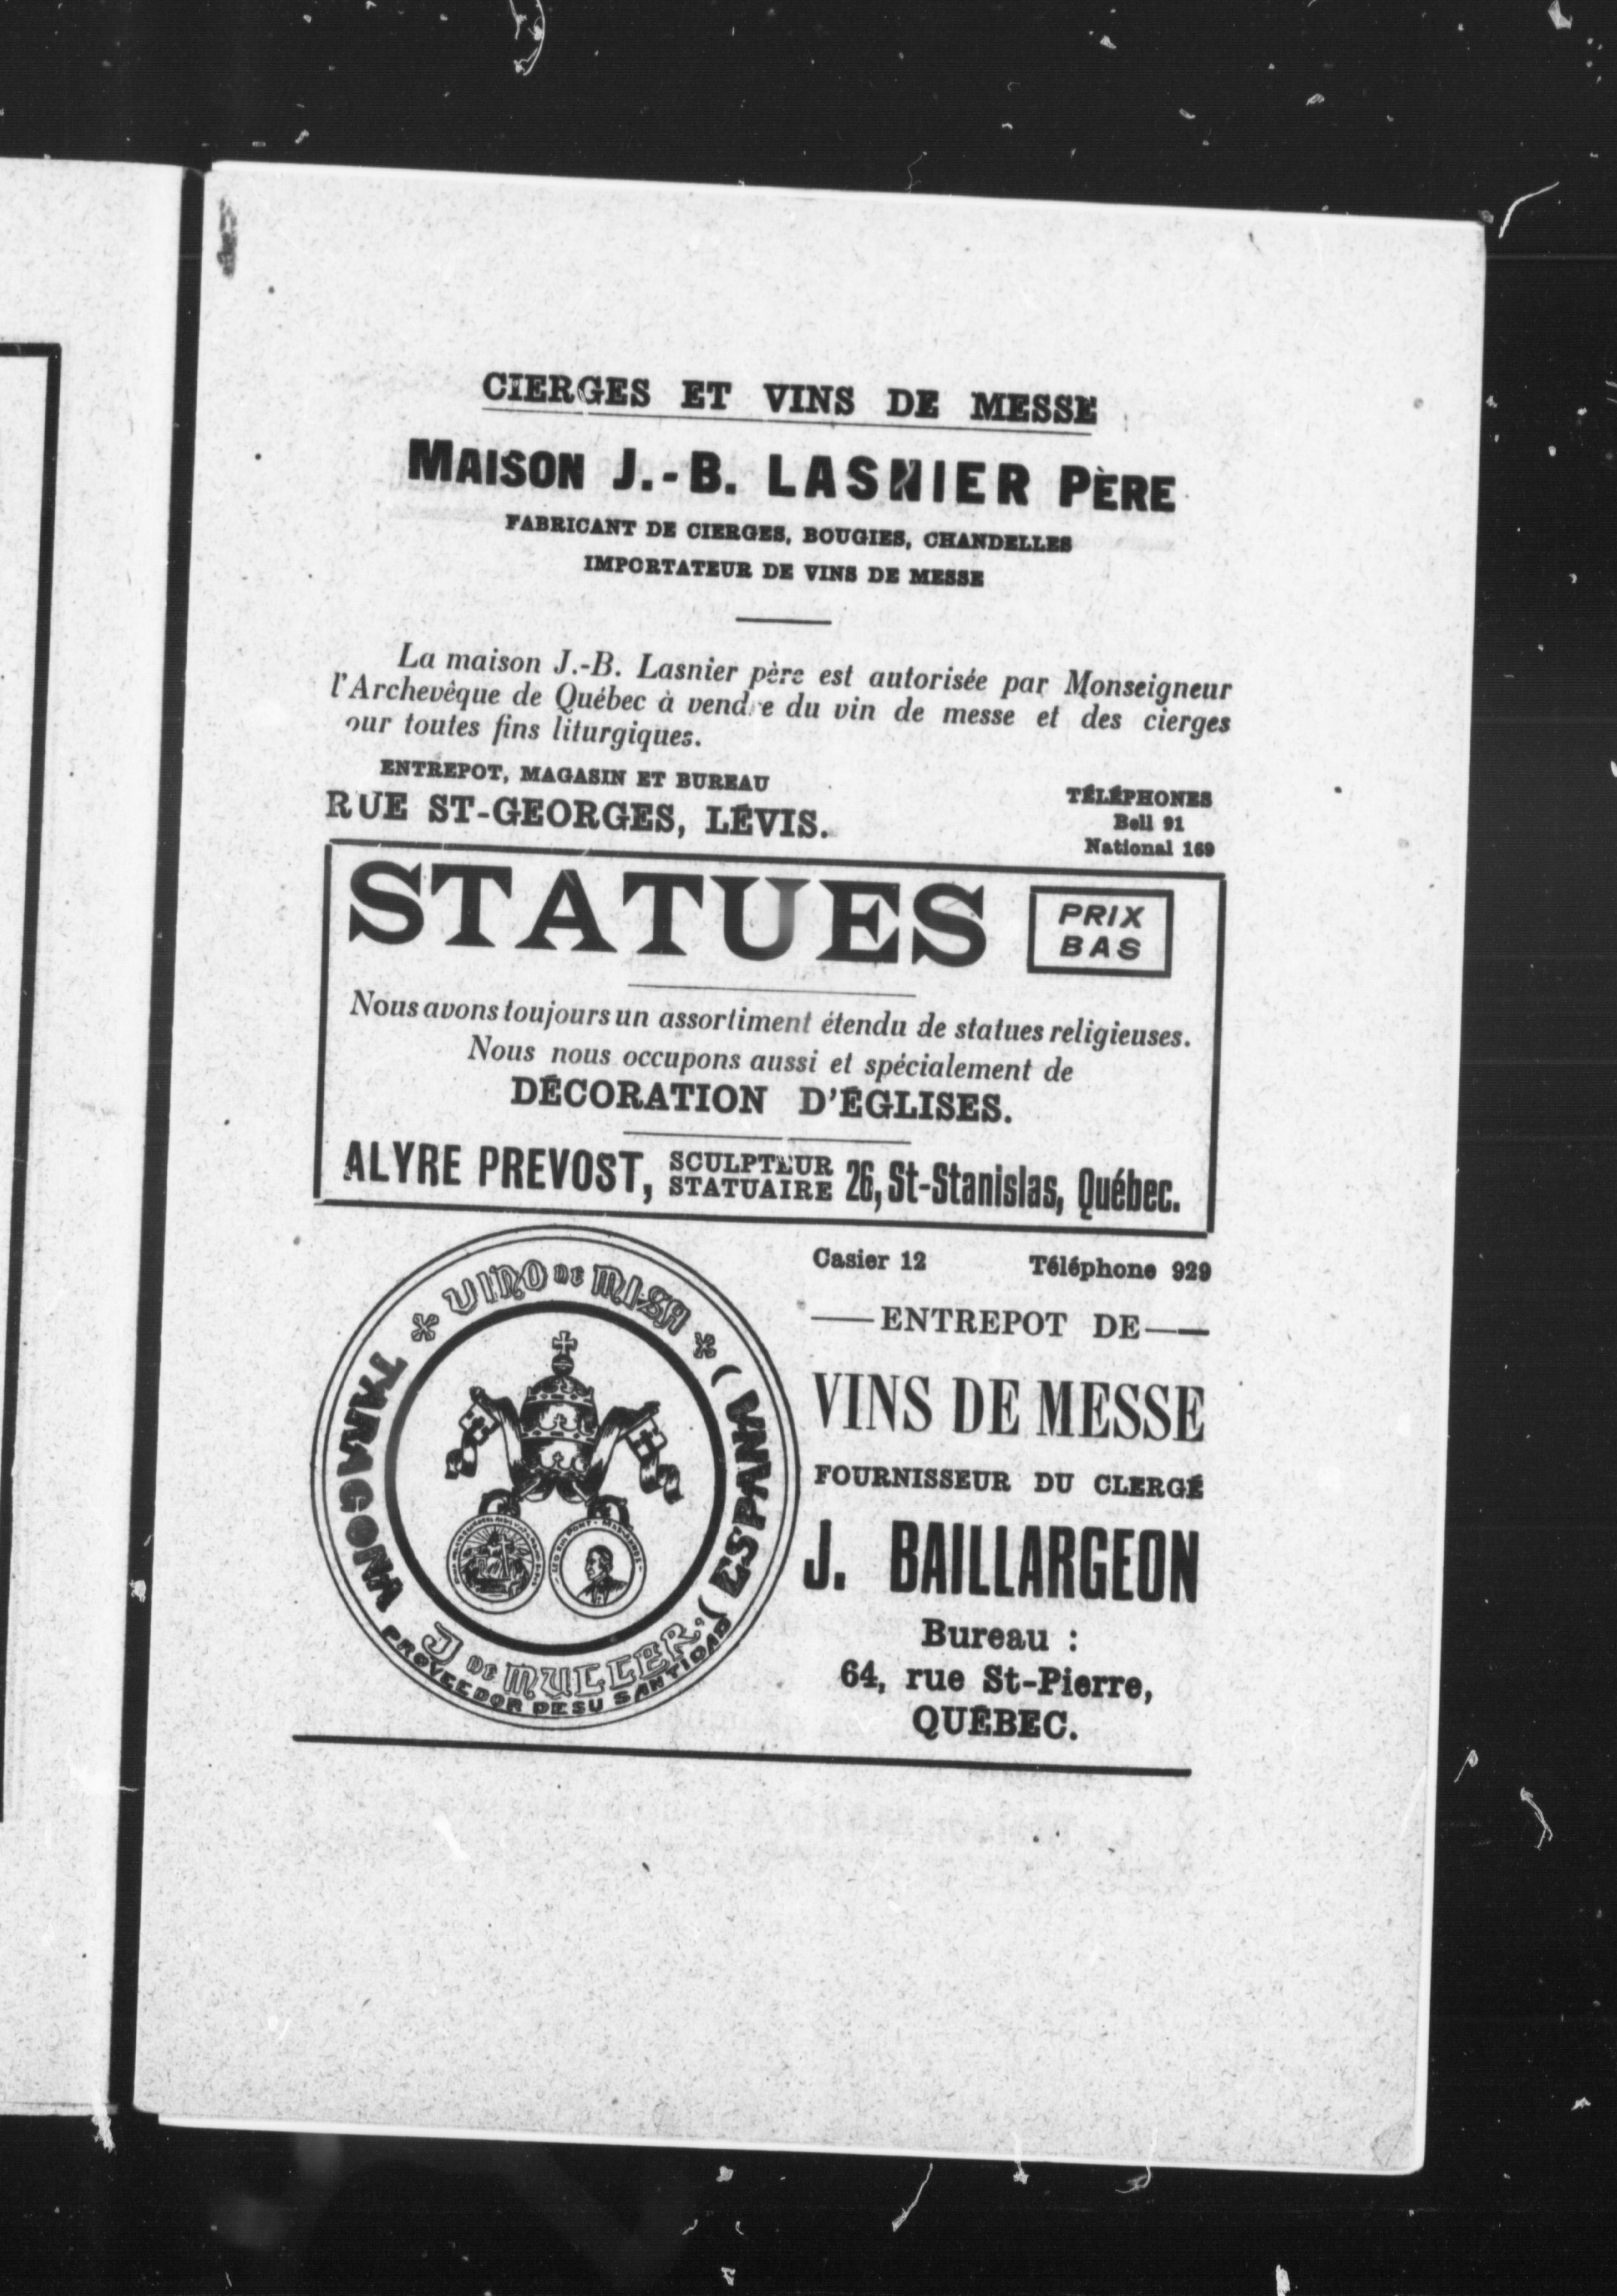 CIERGES ET VINS DE MESSE
MAISON J.-B. LASNIER PÈRE
FABRICANT DE CIERGES, BOUGIES, CHANDELLES
IMPORTATEUR DE VINS DE MESSE
La maison J.-B. Lasnier père est autorisée par Monseigneur
l'Archevêque de Québec à vendre du vin de messe et des cierges
our toutes fins liturgiques.
ENTREPOT, MAGASIN ET BUREAU
RUE ST-GEORGES, LÉVIS.
TÉLÉPHONES
Bell 91
National 169
STATUES
PRIX
BAS
Nous avons toujours un assortiment étendu de statues religieuses.
Nous nous occupons aussi et spécialement de
DÉCORATION D'ÉGLISES.
ALYRE PREVOST, SCULPTEUR STATUAIRE 26, St-Stanislas, Québec.
VINO DE MISA
TARAGONA
(ESPANA)
J DE MULLER
PROVEEDOR DE SU SANTIDAD
Casier 12 Téléphone 929
—ENTREPOT DE—
VINS DE MESSE
FOURNISSEUR DU CLERGÉ
J. BAILLARGEON
Bureau :
64, rue St-Pierre,
QUÉBEC.